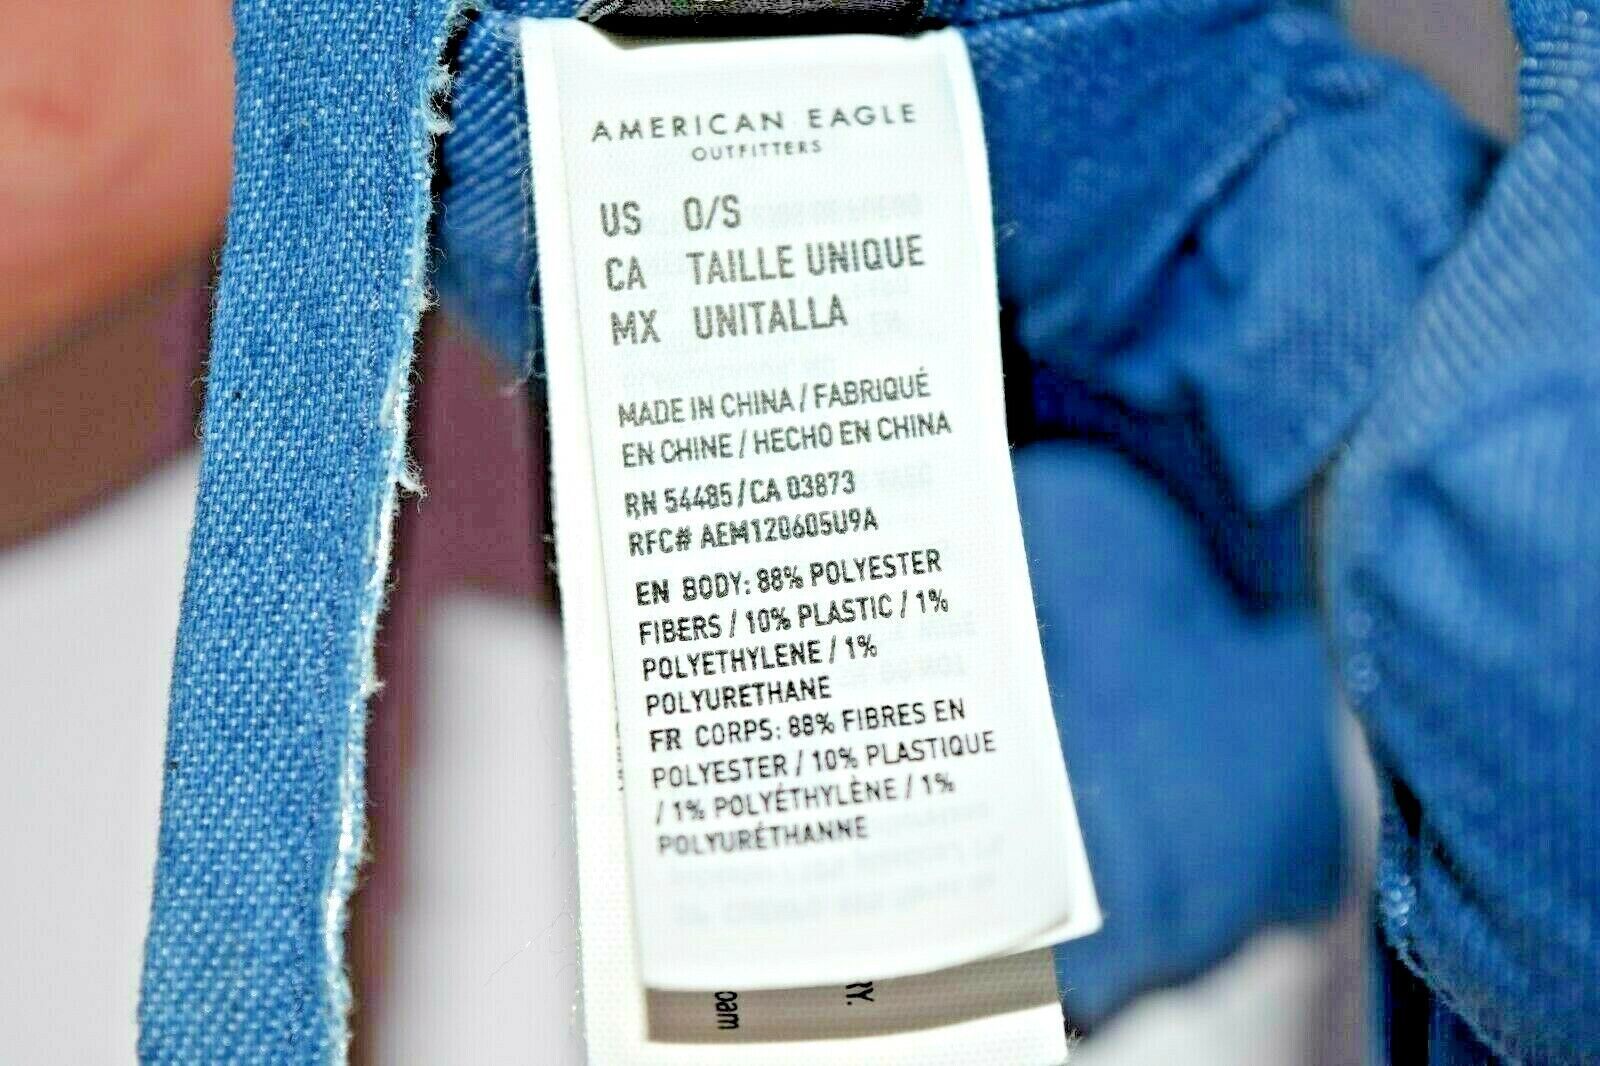 AMERICAN EAGLE
OUTFITTERS
US O/S
CA TAILLE UNIQUE
MX UNITALLA
MADE IN CHINA / FABRIQUÉ
EN CHINE / HECHO EN CHINA
RN 54485 / CA 03873
RFC# AEM120605U9A
EN BODY: 88% POLYESTER
FIBERS / 10% PLASTIC / 1%
POLYETHYLENE / 1%
POLYURETHANE
FR CORPS: 88% FIBRES EN
POLYESTER / 10% PLASTIQUE
/ 1% POLYÉTHYLÈNE / 1%
POLYURÉTHANNE